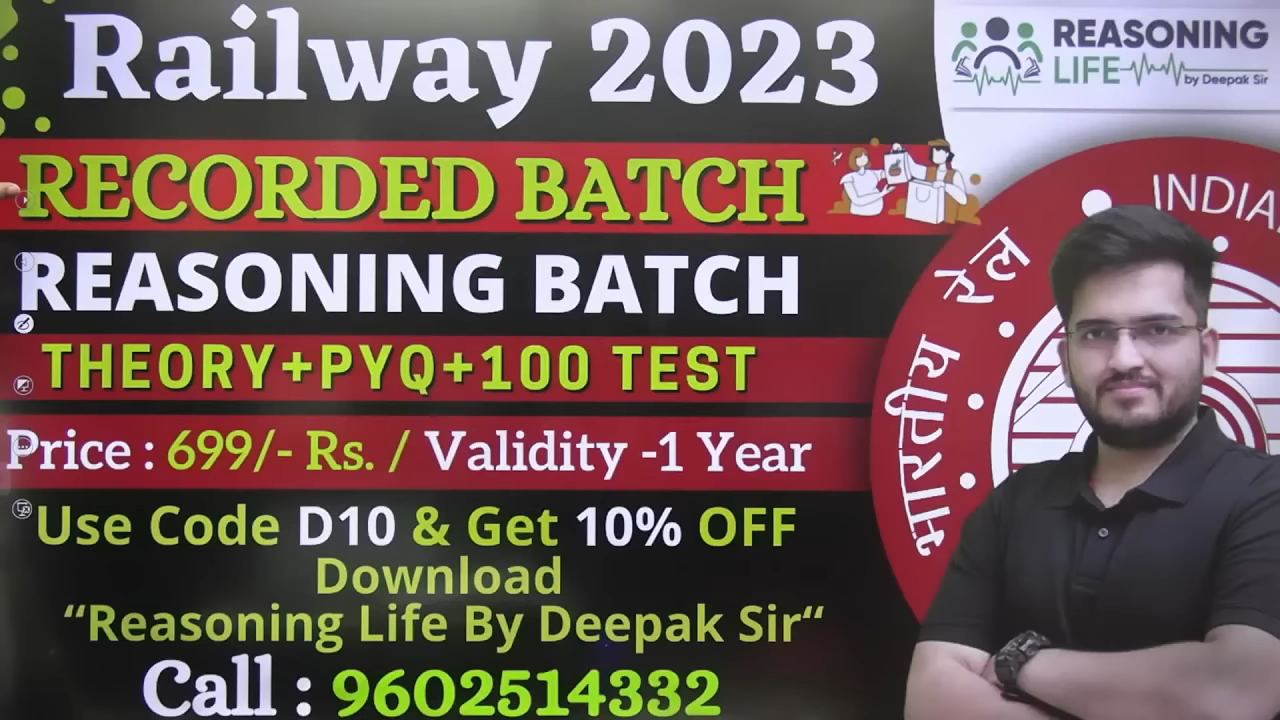 Railway 2023
REASONING
LIFE
by Deepak Sir
RECORDED BATCH
REASONING BATCH
THEORY+PYQ+100 TEST
Price : 699/- Rs. / Validity -1 Year
Use Code D10 & Get 10% OFF
Download
“Reasoning Life By Deepak Sir“
Call : 9602514332
भारतीय रेल
INDIA